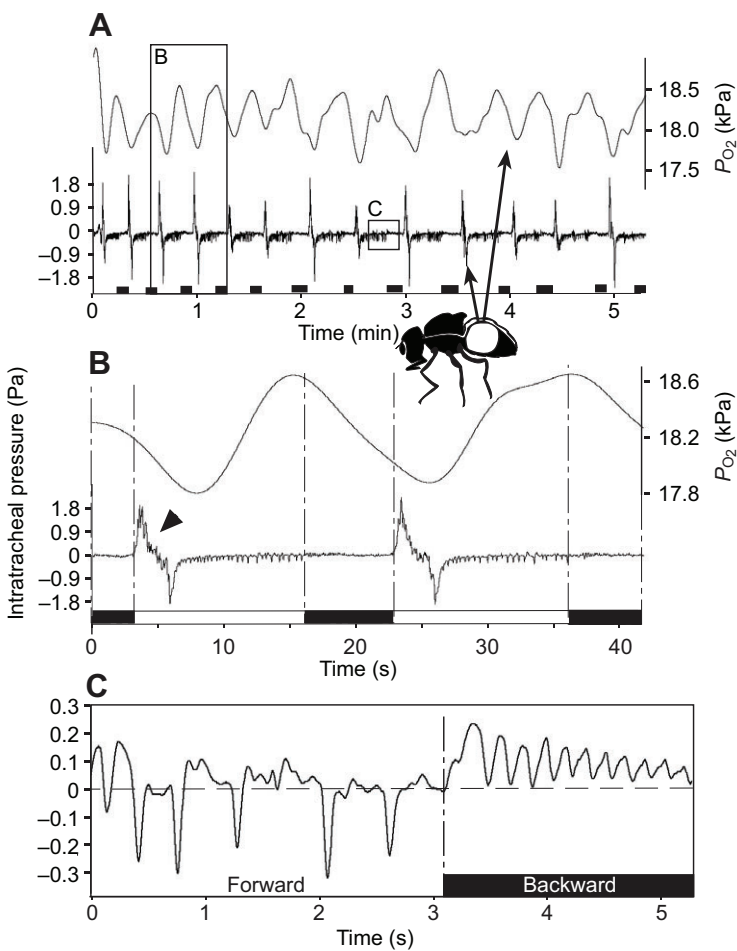 A
B
18.5
18.0
17.5
P O2 (kPa)
1.8
0.9
0
–0.9
–1.8
C
0 1 2 3 4 5
Time (min)
Intratracheal pressure (Pa)
B
18.6
18.2
17.8
P O2 (kPa)
1.8
0.9
0
–0.9
–1.8
0 10 20 30 40
Time (s)
C
0.3
0.2
0.1
0
–0.1
–0.2
–0.3
Forward Backward
0 1 2 3 4 5
Time (s)